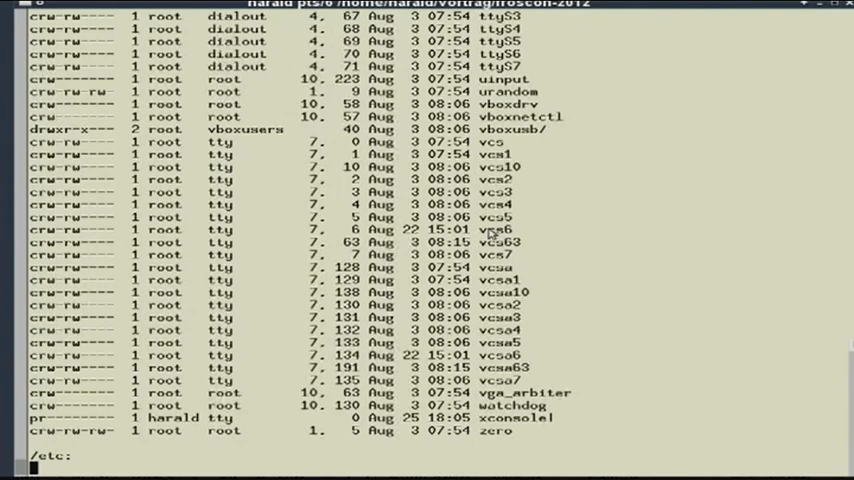 harald pts/6 /home/harald/vortrag/froscon-2012
crw-rw---- 1 root dialout 4, 67 Aug 3 07:54 ttyS3
crw-rw---- 1 root dialout 4, 68 Aug 3 07:54 ttyS4
crw-rw---- 1 root dialout 4, 69 Aug 3 07:54 ttyS5
crw-rw---- 1 root dialout 4, 70 Aug 3 07:54 ttyS6
crw-rw---- 1 root dialout 4, 71 Aug 3 07:54 ttyS7
crw------- 1 root root 10, 223 Aug 3 07:54 uinput
crw-rw-rw- 1 root root 1, 9 Aug 3 07:54 urandom
crw------- 1 root root 10, 58 Aug 3 08:06 vboxdrv
crw------- 1 root root 10, 57 Aug 3 08:06 vboxnetctl
drwxr-x--- 2 root vboxusers 40 Aug 3 08:06 vboxusb/
crw-rw---- 1 root tty 7, 0 Aug 3 07:54 vcs
crw-rw---- 1 root tty 7, 1 Aug 3 07:54 vcs1
crw-rw---- 1 root tty 7, 10 Aug 3 08:06 vcs10
crw-rw---- 1 root tty 7, 2 Aug 3 08:06 vcs2
crw-rw---- 1 root tty 7, 3 Aug 3 08:06 vcs3
crw-rw---- 1 root tty 7, 4 Aug 3 08:06 vcs4
crw-rw---- 1 root tty 7, 5 Aug 3 08:06 vcs5
crw-rw---- 1 root tty 7, 6 Aug 22 15:01 vcs6
crw-rw---- 1 root tty 7, 63 Aug 3 08:15 vcs63
crw-rw---- 1 root tty 7, 7 Aug 3 08:06 vcs7
crw-rw---- 1 root tty 7, 128 Aug 3 07:54 vcsa
crw-rw---- 1 root tty 7, 129 Aug 3 07:54 vcsa1
crw-rw---- 1 root tty 7, 138 Aug 3 08:06 vcsa10
crw-rw---- 1 root tty 7, 130 Aug 3 08:06 vcsa2
crw-rw---- 1 root tty 7, 131 Aug 3 08:06 vcsa3
crw-rw---- 1 root tty 7, 132 Aug 3 08:06 vcsa4
crw-rw---- 1 root tty 7, 133 Aug 3 08:06 vcsa5
crw-rw---- 1 root tty 7, 134 Aug 22 15:01 vcsa6
crw-rw---- 1 root tty 7, 191 Aug 3 08:15 vcsa63
crw-rw---- 1 root tty 7, 135 Aug 3 08:06 vcsa7
crw------- 1 root root 10, 63 Aug 3 07:54 vga_arbiter
crw------- 1 root root 10, 130 Aug 3 07:54 watchdog
prw-r----- 1 harald tty 0 Aug 25 18:05 xconsole|
crw-rw-rw- 1 root root 1, 5 Aug 3 07:54 zero
/etc: